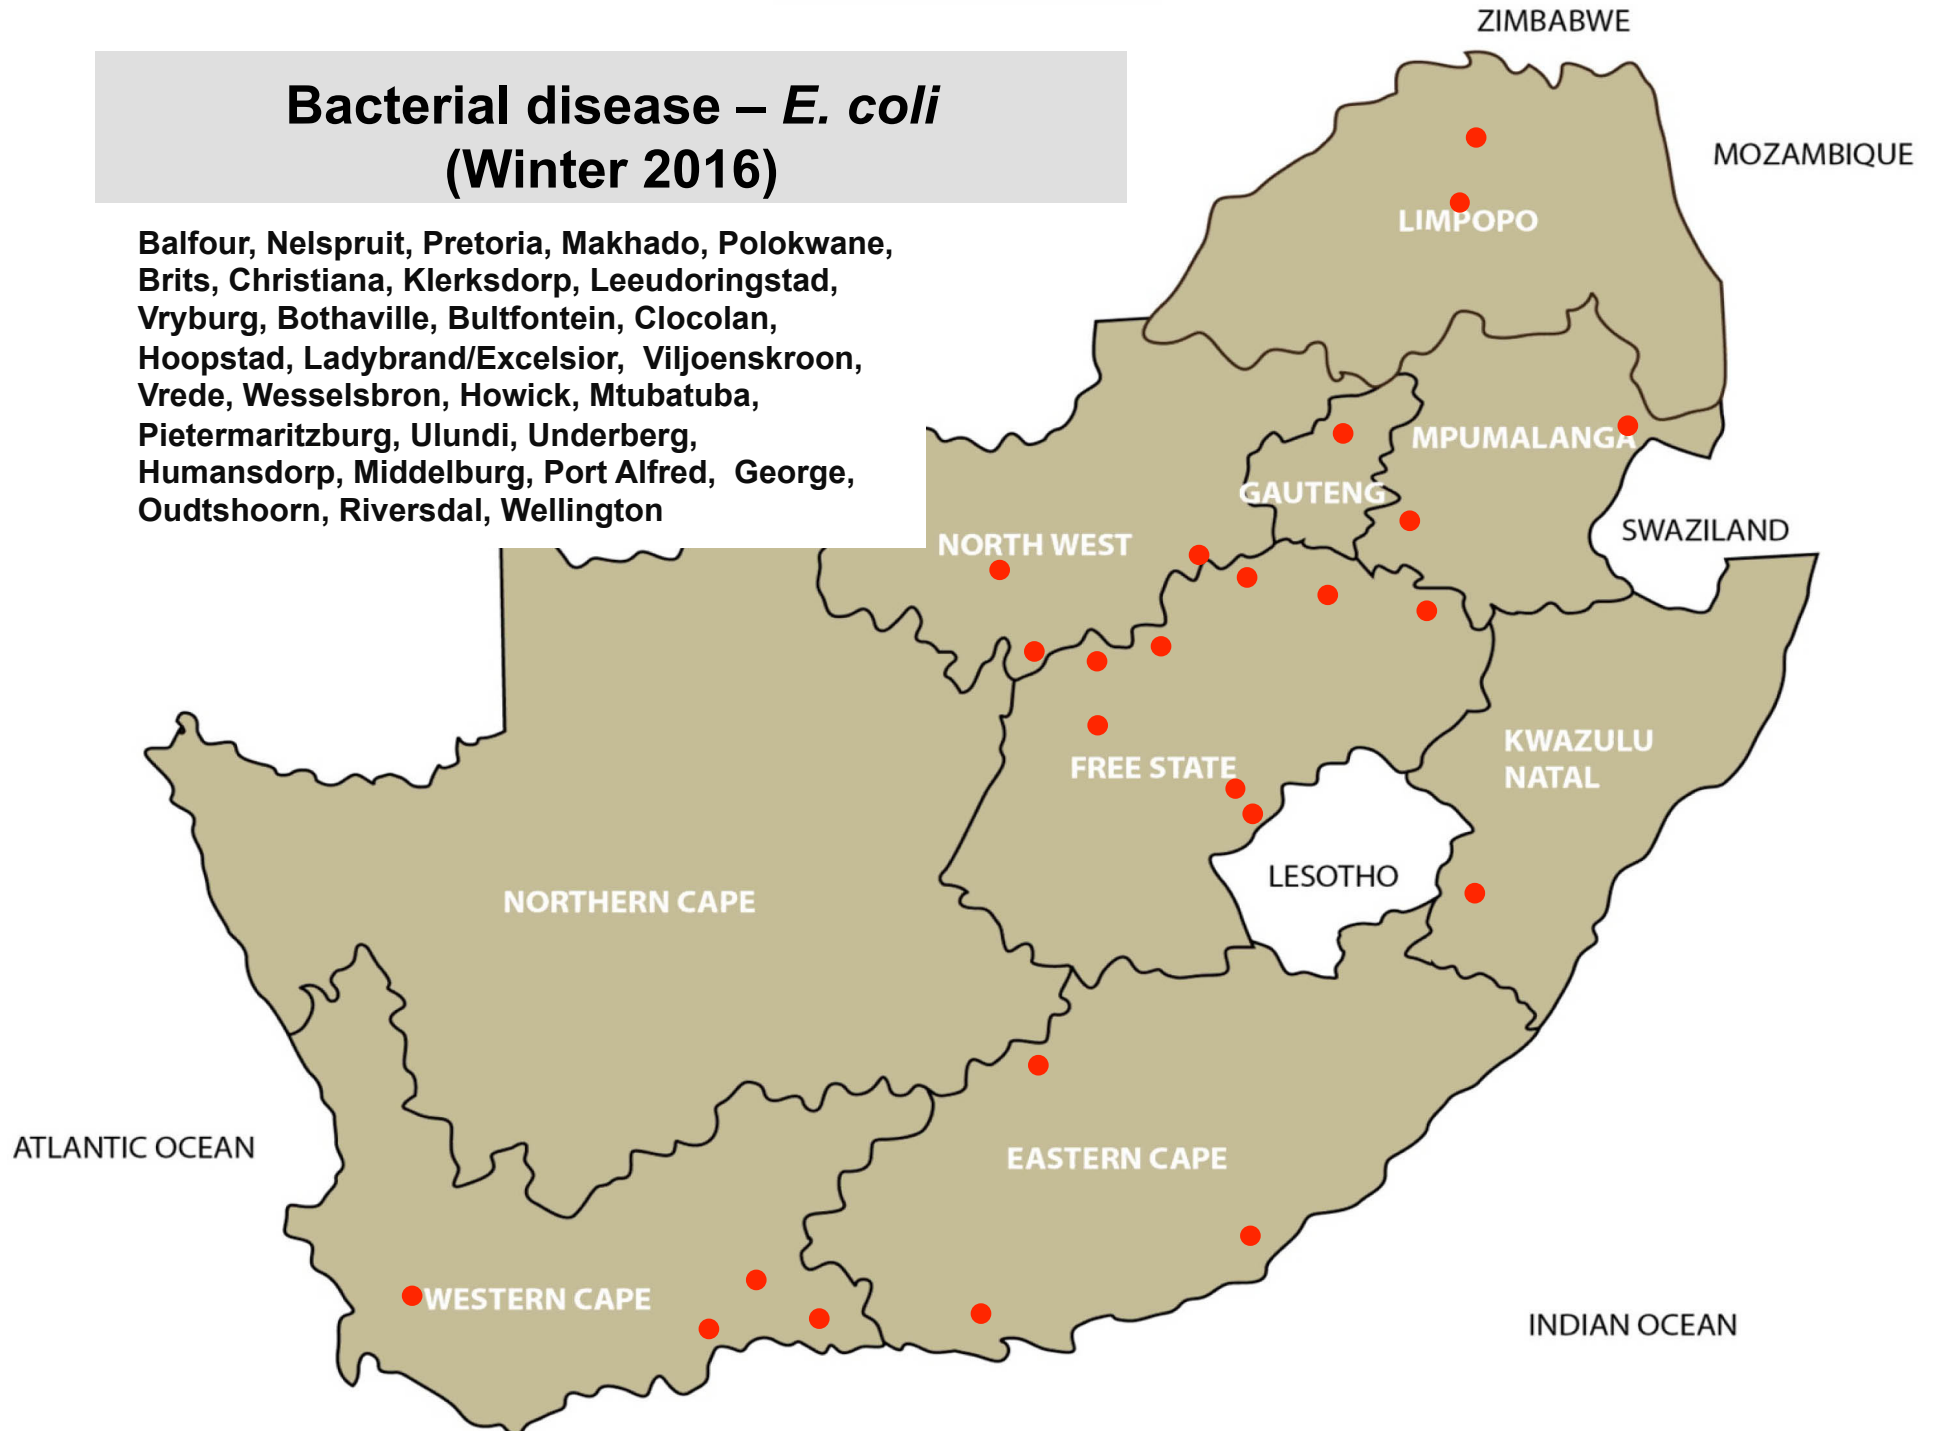 ZIMBABWE
Bacterial disease – E. coli
(Winter 2016)
MOZAMBIQUE
LIMPOPO
Balfour, Nelspruit, Pretoria, Makhado, Polokwane,
Brits, Christiana, Klerksdorp, Leeudoringstad,
Vryburg, Bothaville, Bultfontein, Clocolan,
Hoopstad, Ladybrand/Excelsior, Viljoenskroon,
Vrede, Wesselsbron, Howick, Mtubatuba,
Pietermaritzburg, Ulundi, Underberg,
Humansdorp, Middelburg, Port Alfred, George,
Oudtshoorn, Riversdal, Wellington
MPUMALANGA
GAUTENG
SWAZILAND
NORTH WEST
KWAZULU
NATAL
FREE STATE
LESOTHO
NORTHERN CAPE
ATLANTIC OCEAN
EASTERN CAPE
WESTERN CAPE
INDIAN OCEAN